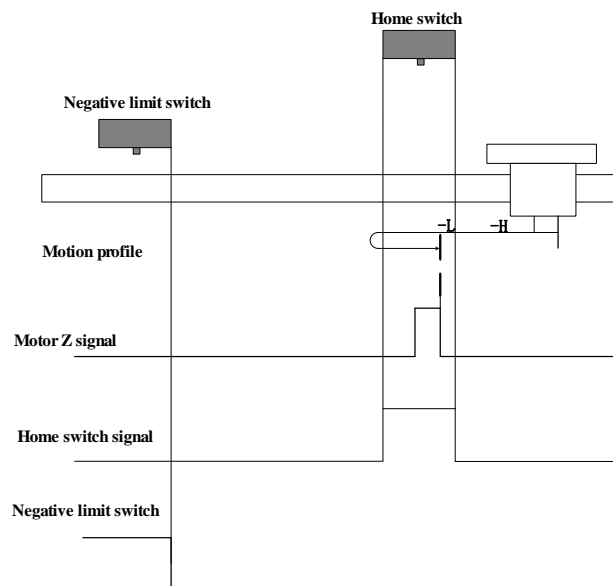 Home switch
Negative limit switch
-L
-H
Motion profile
Motor Z signal
Home switch signal
Negative limit switch